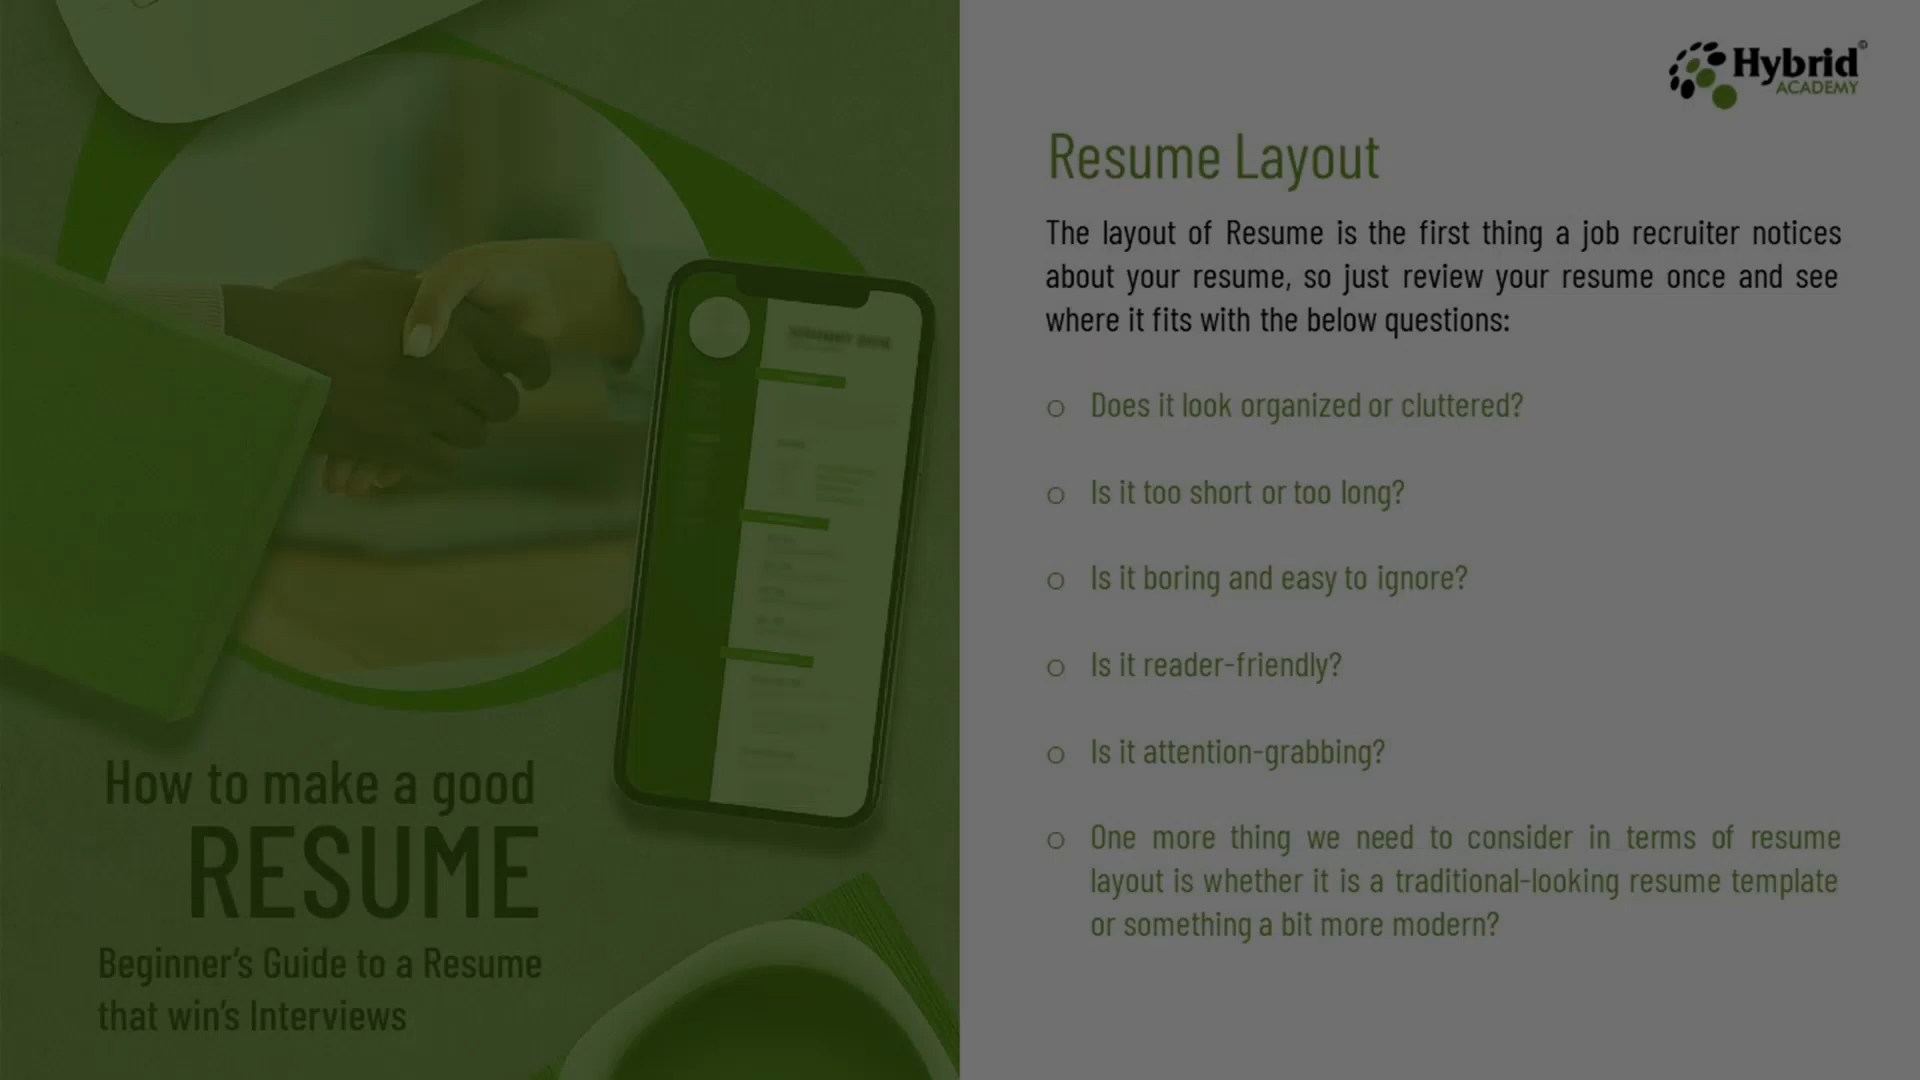 Hybrid
ACADEMY
Resume Layout
The layout of Resume is the first thing a job recruiter notices
about your resume, so just review your resume once and see
where it fits with the below questions:
Does it look organized or cluttered?
Is it too short or too long?
Is it boring and easy to ignore?
Is it reader-friendly?
Is it attention-grabbing?
One more thing we need to consider in terms of resume
layout is whether it is a traditional-looking resume template
or something a bit more modern?
How to make a good
RESUME
Beginner's Guide to a Resume
that win's Interviews